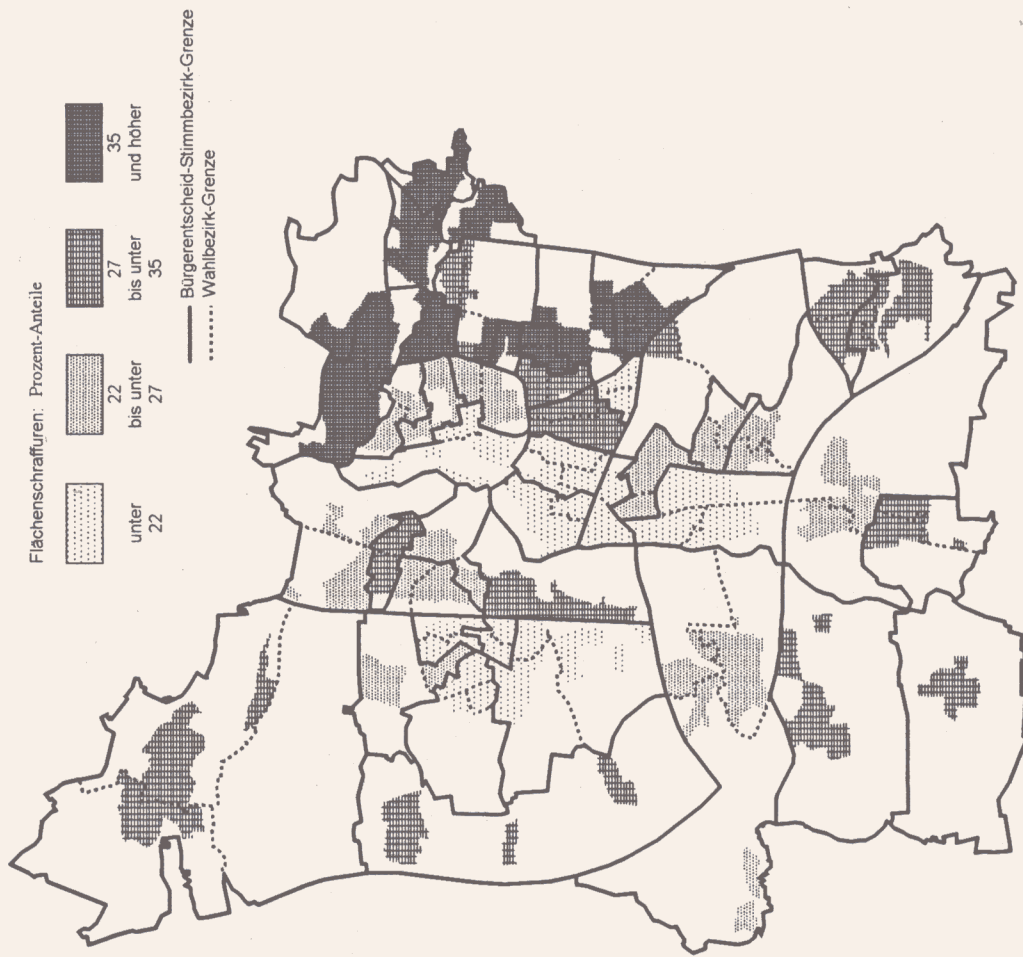 Flächenschraffuren: Prozent-Anteile
unter
22
22
bis unter
27
27
bis unter
35
35
und höher
Bürgerentscheid-Stimmbezirk-Grenze
Wahlbezirk-Grenze